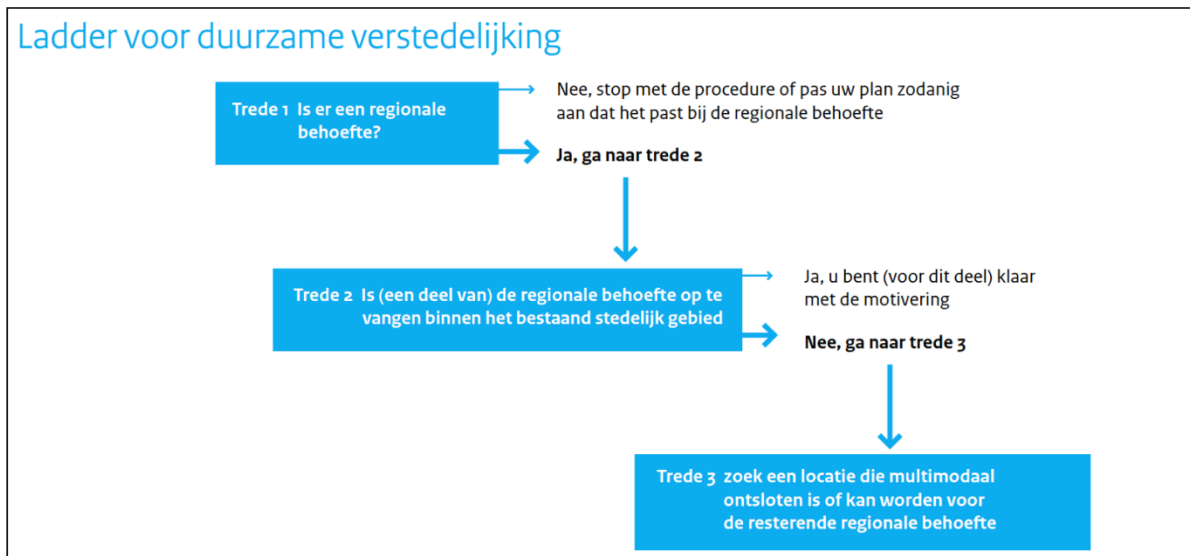 Ladder voor duurzame verstedelijking
Trede 1 Is er een regionale
behoefte?
Nee, stop met de procedure of pas uw plan zodanig
aan dat het past bij de regionale behoefte
Ja, ga naar trede 2
Trede 2 Is (een deel van) de regionale behoefte op te
vangen binnen het bestaand stedelijk gebied
Ja, u bent (voor dit deel) klaar
met de motivering
Nee, ga naar trede 3
Trede 3 zoek een locatie die multimodaal
ontsloten is of kan worden voor
de resterende regionale behoefte